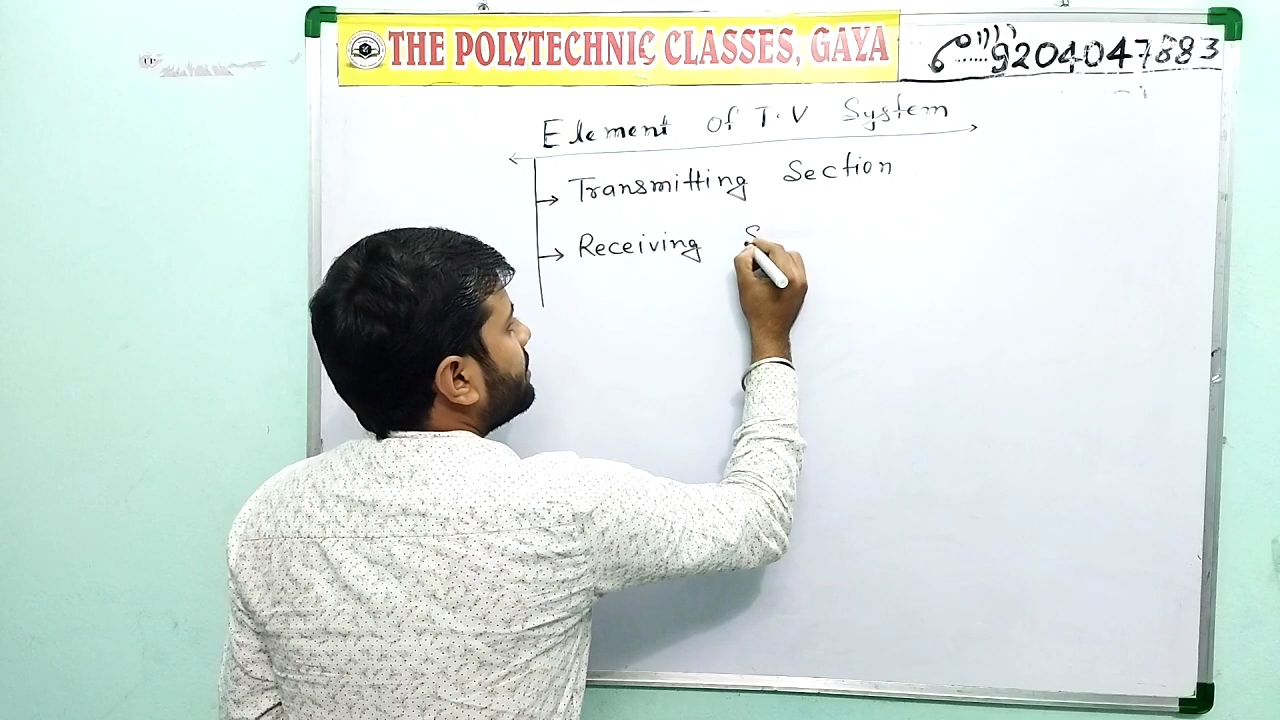 THE POLYTECHNIC CLASSES, GAYA
9204047883
Element of T.V System
Transmitting Section
Receiving S